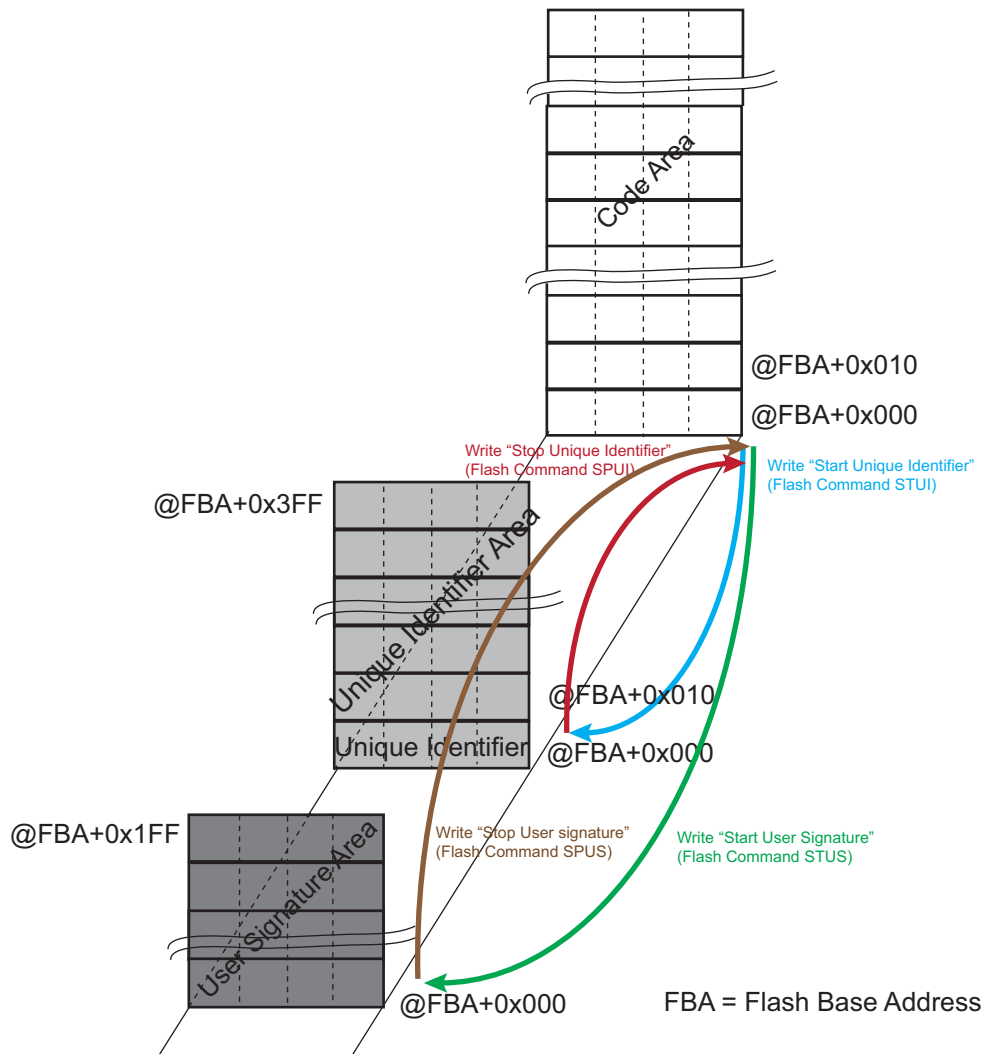 Code Area
@FBA+0x010
@FBA+0x000
Write “Stop Unique Identifier”
(Flash Command SPUI)
Write “Start Unique Identifier”
(Flash Command STUI)
@FBA+0x3FF
Unique Identifier Area
@FBA+0x010
Unique Identifier
@FBA+0x000
@FBA+0x1FF
Write “Stop User signature”
(Flash Command SPUS)
Write “Start User Signature”
(Flash Command STUS)
User Signature Area
@FBA+0x000
FBA = Flash Base Address